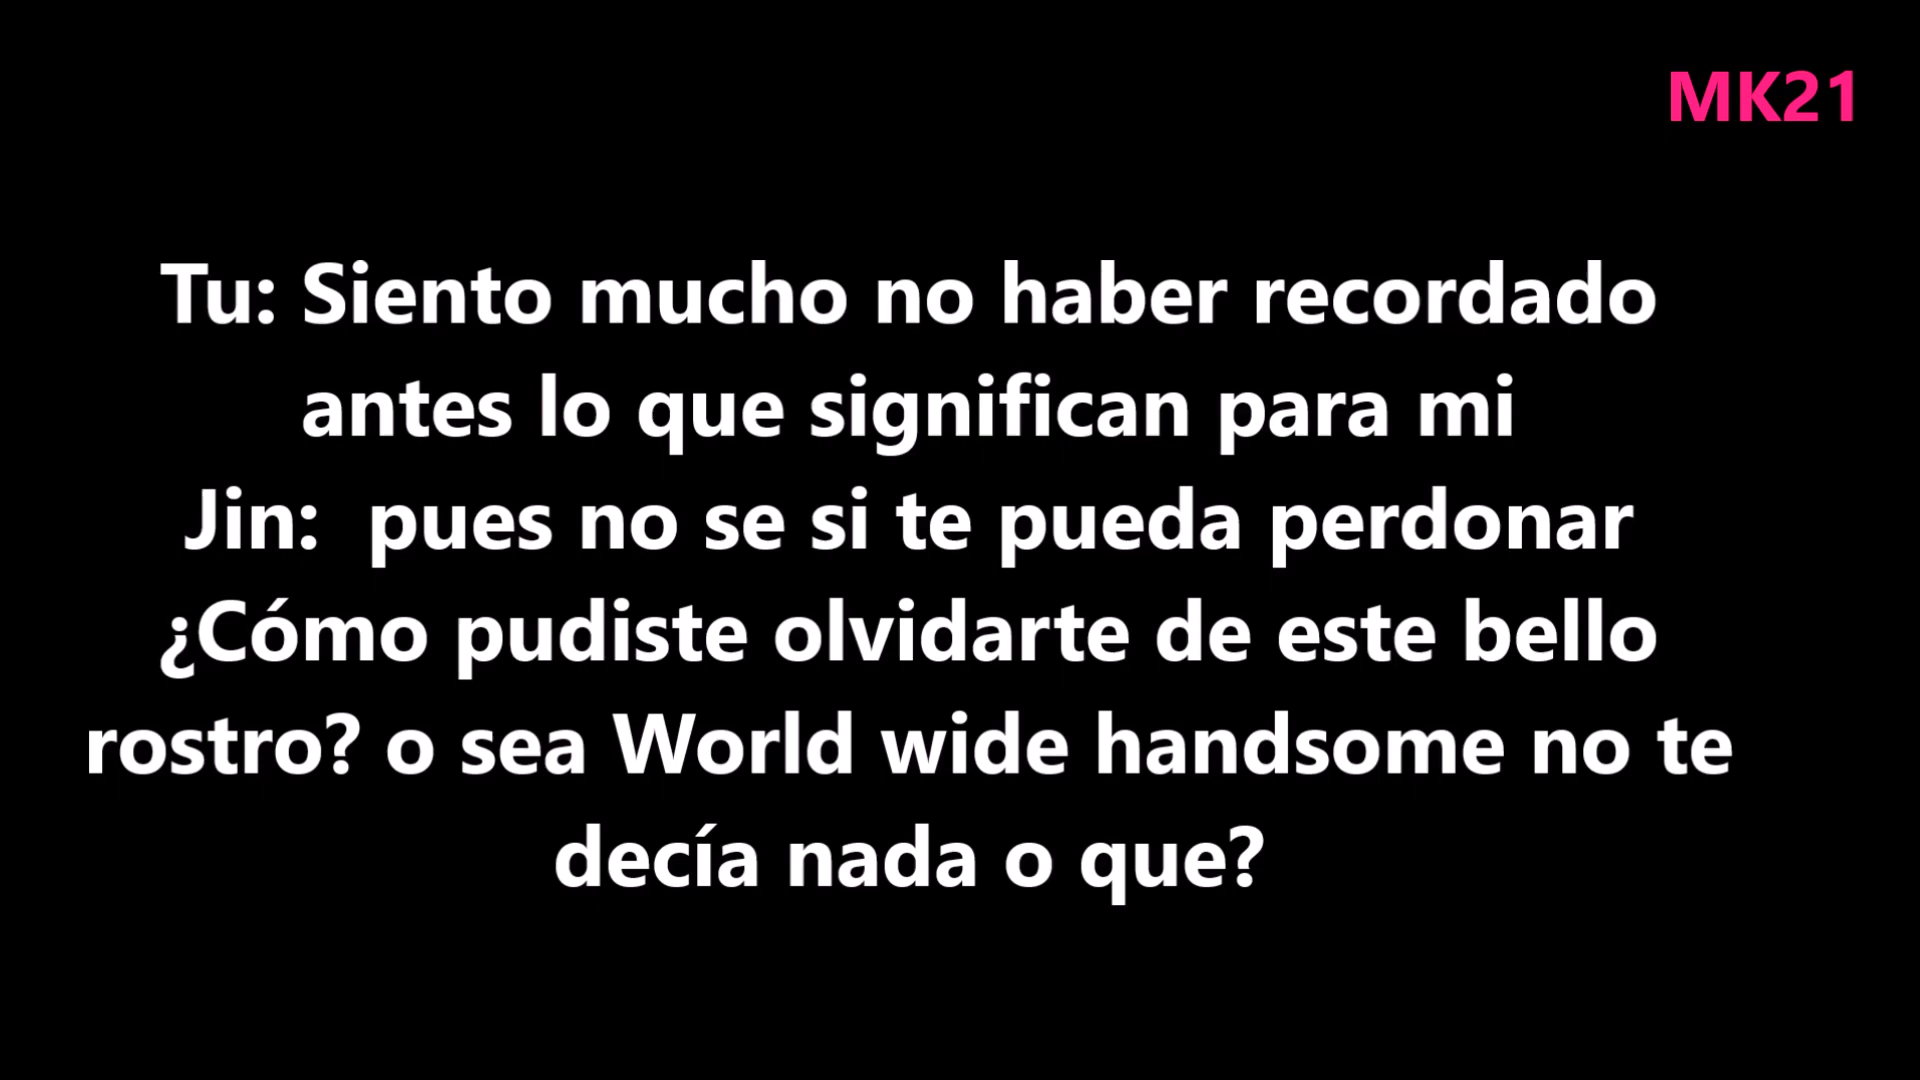 MK21
Tu: Siento mucho no haber recordado
antes lo que significan para mi
Jin:  pues no se si te pueda perdonar
¿Cómo pudiste olvidarte de este bello
rostro? o sea World wide handsome no te
decía nada o que?